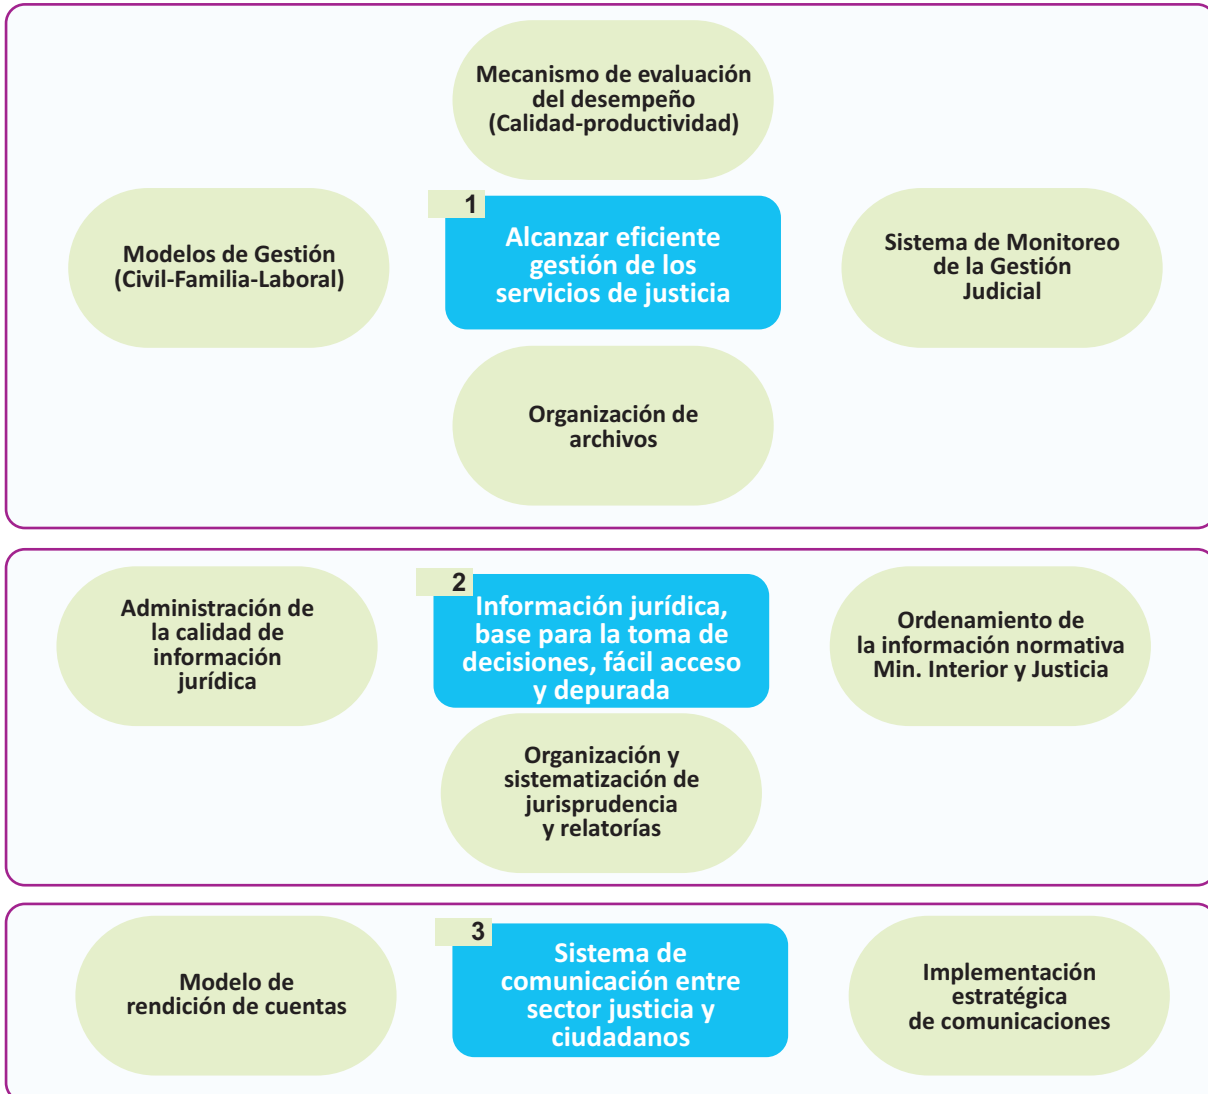 Mecanismo de evaluación
del desempeño
(Calidad-productividad)
1
Alcanzar eficiente
gestión de los
servicios de justicia
Modelos de Gestión
(Civil-Familia-Laboral)
Sistema de Monitoreo
de la Gestión
Judicial
Organización de
archivos
2
Información jurídica,
base para la toma de
decisiones, fácil acceso
y depurada
Administración de
la calidad de
información
jurídica
Ordenamiento de
la información normativa
Min. Interior y Justicia
Organización y
sistematización de
jurisprudencia
y relatorías
3
Sistema de
comunicación entre
sector justicia y
ciudadanos
Modelo de
rendición de cuentas
Implementación
estratégica
de comunicaciones